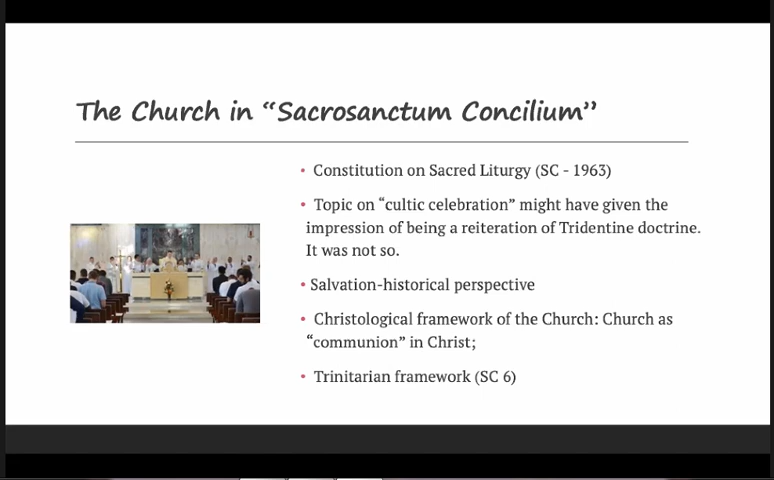 The Church in “Sacrosanctum Concilium”
• Constitution on Sacred Liturgy (SC - 1963)
• Topic on “cultic celebration” might have given the
impression of being a reiteration of Tridentine doctrine.
It was not so.
• Salvation-historical perspective
• Christological framework of the Church: Church as
“communion” in Christ;
• Trinitarian framework (SC 6)